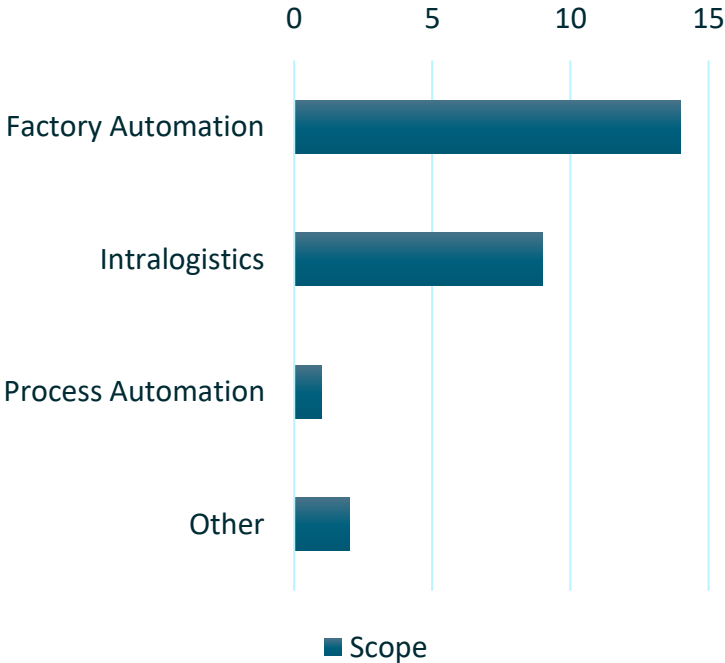 0 5 10 15
Factory Automation
Intralogistics
Process Automation
Other
Scope